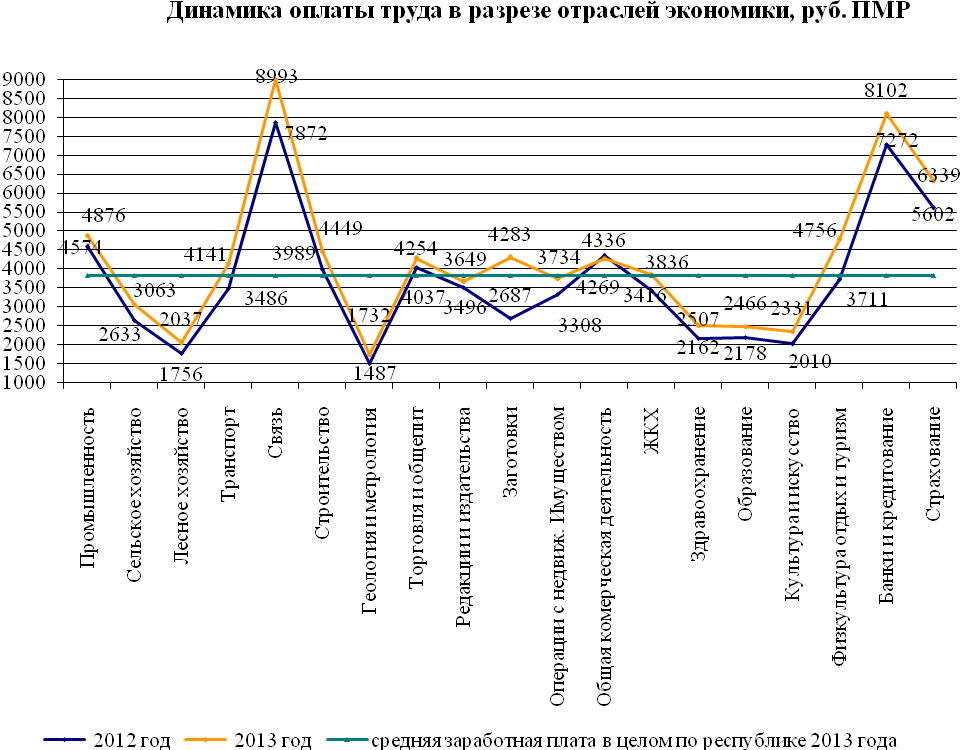 Динамика оплаты труда в разрезе отраслей экономики, руб. ПМР
9000
8500
8000
7500
7000
6500
6000
5500
5000
4500
4000
3500
3000
2500
2000
1500
1000
4876
4574
3063
2633
2037
1756
4141
3486
8993
7872
4449
3989
1732
1487
4254
4037
3649
3496
4283
2687
3734
3308
4336
4269
3836
3416
2507
2162
2466
2178
2331
2010
4756
3711
8102
7272
6339
5602
Промышленность
Сельское хозяйство
Лесное хозяйство
Транспорт
Связь
Строительство
Геология и метрология
Торговля и общепит
Редакции и издательства
Заготовки
Операции с недвиж. Имуществом
Общая комерческая деятельность
ЖКХ
Здравоохранение
Образование
Культура и искусство
Физкультура отдых и туризм
Банки и кредитование
Страхование
2012 год
2013 год
средняя заработная плата в целом по республике 2013 года